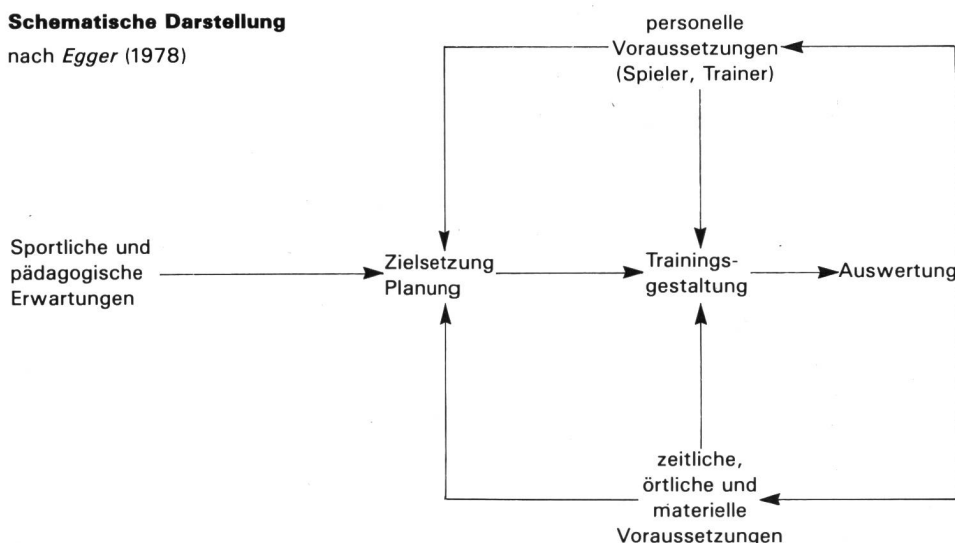 Schematische Darstellung
nach Egger (1978)
personelle
Voraussetzungen
(Spieler, Trainer)
Sportliche und
pädagogische
Erwartungen
Zielsetzung
Planung
Trainings-
gestaltung
Auswertung
zeitliche,
örtliche und
materielle
Voraussetzungen